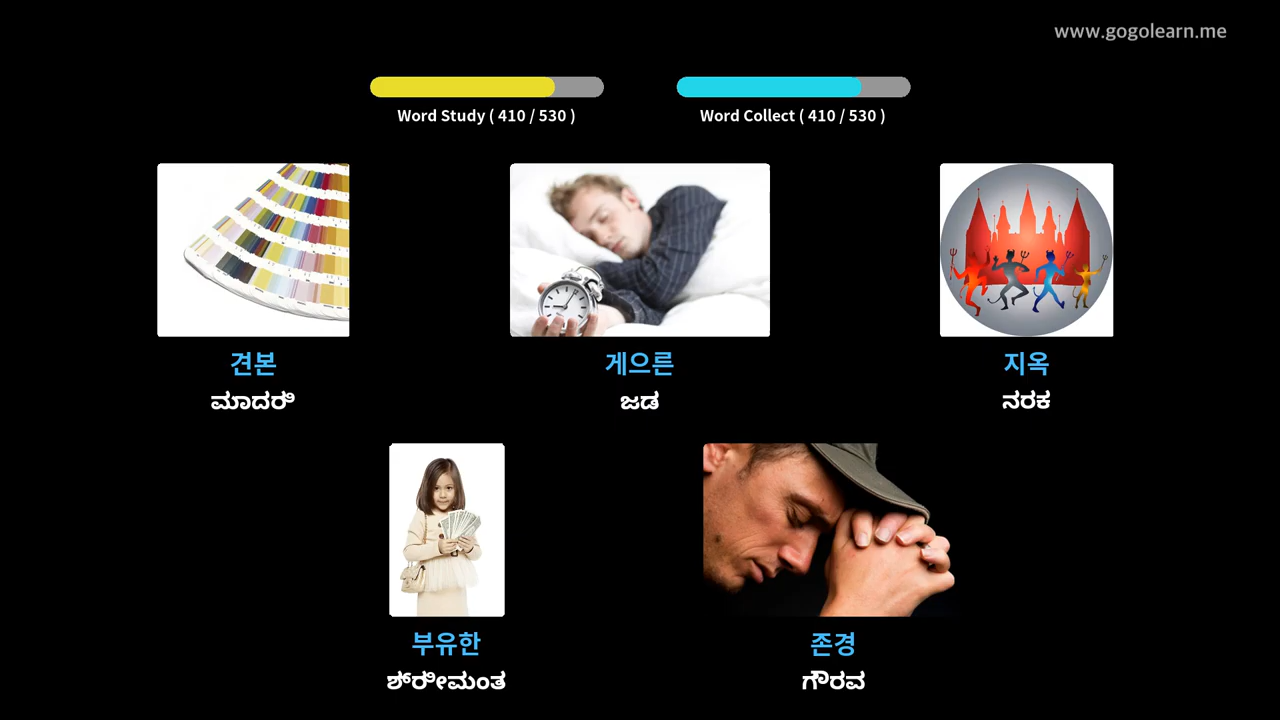 www.gogolearn.me
Word Study ( 410 / 530 )
Word Collect ( 410 / 530 )
견본
게으른
지옥
ಮಾದರಿ
ಜಡ
ನರಕ
부유한
존경
ಶ್ರೀಮಂತ
ಗೌರವ